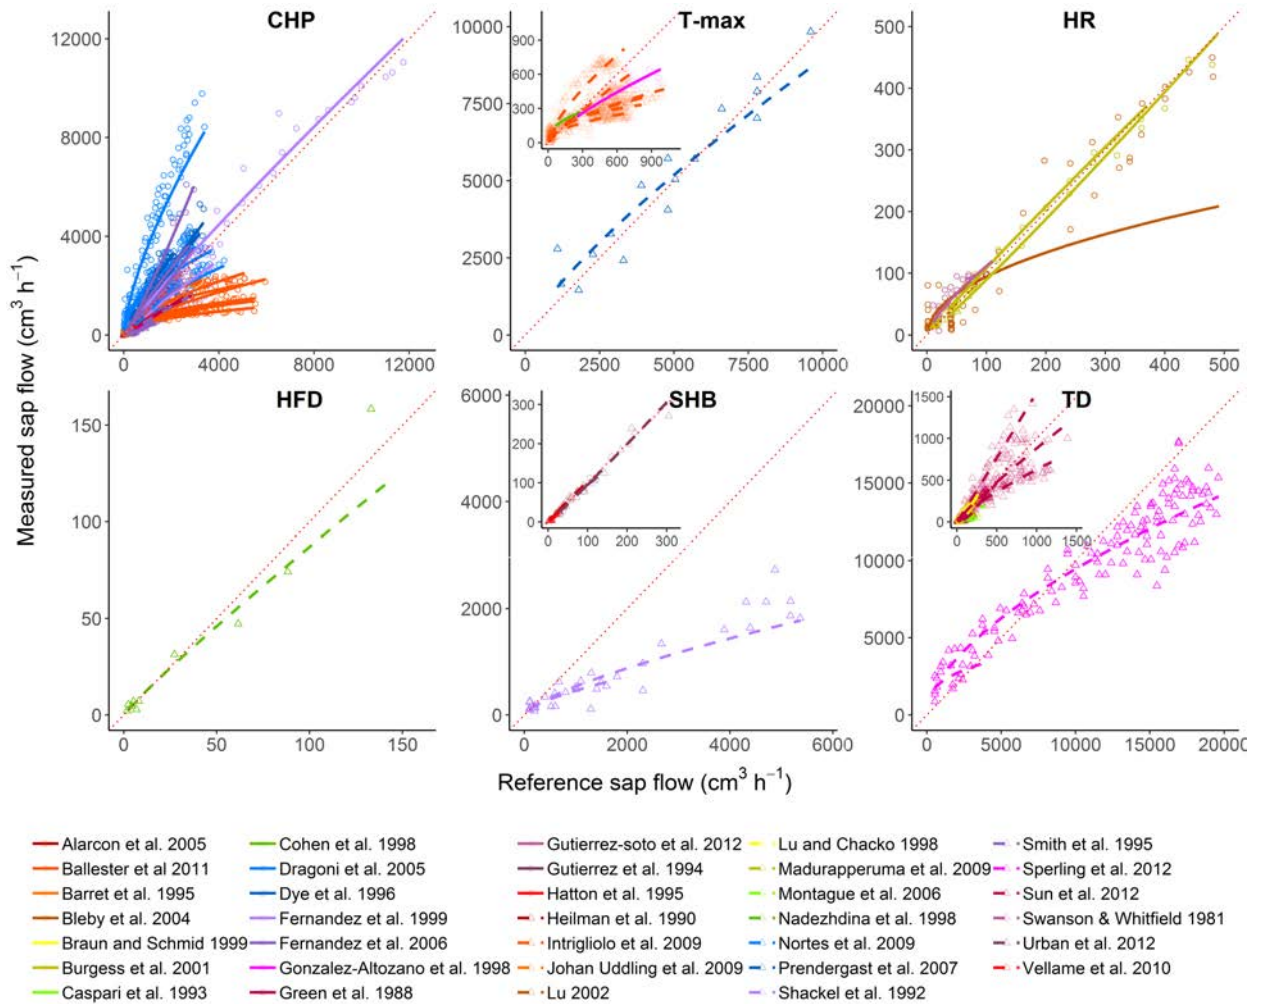 CHP
T-max
HR
12000
8000
4000
0
0
4000
8000
12000
10000
7500
5000
2500
0
0
2500
5000
7500
10000
900
600
300
0
0
300
600
900
500
400
300
200
100
0
0
100
200
300
400
500
HFD
SHB
TD
150
100
50
0
0
50
100
150
6000
4000
2000
0
0
2000
4000
6000
300
200
100
0
0
100
200
300
20000
15000
10000
5000
0
0
5000
10000
15000
20000
1500
1000
500
0
0
500
1000
1500
Measured sap flow (cm³ h⁻¹)
Reference sap flow (cm³ h⁻¹)
Alarcon et al. 2005
Ballester et al 2011
Barret et al. 1995
Bleby et al. 2004
Braun and Schmid 1999
Burgess et al. 2001
Caspari et al. 1993
Cohen et al. 1998
Dragoni et al. 2005
Dye et al. 1996
Fernandez et al. 1999
Fernandez et al. 2006
Gonzalez-Altozano et al. 1998
Green et al. 1988
Gutierrez-soto et al. 2012
Gutierrez et al. 1994
Hatton et al. 1995
Heilman et al. 1990
Intrigliolo et al. 2009
Johan Uddling et al. 2009
Lu 2002
Lu and Chacko 1998
Madurapperuma et al. 2009
Montague et al. 2006
Nadezhdina et al. 1998
Nortes et al. 2009
Prendergast et al. 2007
Shackel et al. 1992
Smith et al. 1995
Sperling et al. 2012
Sun et al. 2012
Swanson & Whitfield 1981
Urban et al. 2012
Vellame et al. 2010